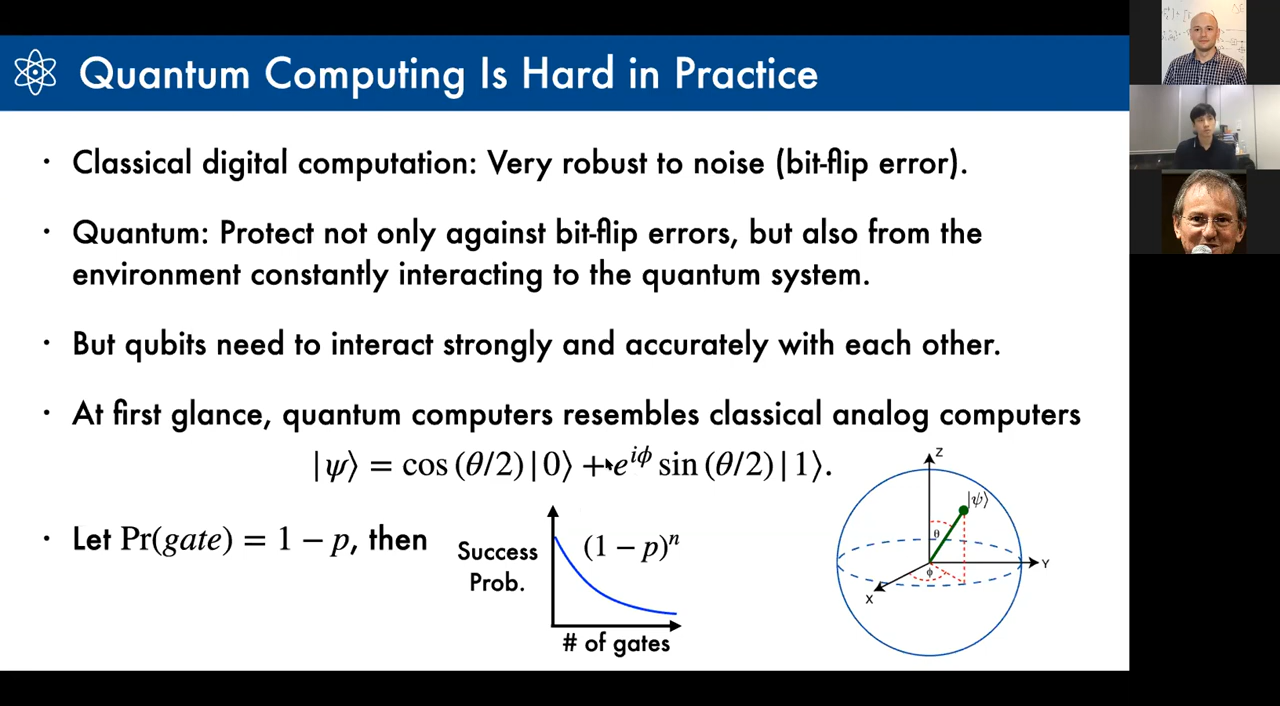 Quantum Computing Is Hard in Practice
· Classical digital computation: Very robust to noise (bit-flip error).
· Quantum: Protect not only against bit-flip errors, but also from the
environment constantly interacting to the quantum system.
· But qubits need to interact strongly and accurately with each other.
· At first glance, quantum computers resembles classical analog computers
|ψ⟩ = cos (θ/2)|0⟩ + e^{iϕ} sin (θ/2)|1⟩.
· Let Pr(gate) = 1 − p, then
Success
Prob.
(1 − p)^n
# of gates
Z
|ψ⟩
θ
Y
ϕ
X